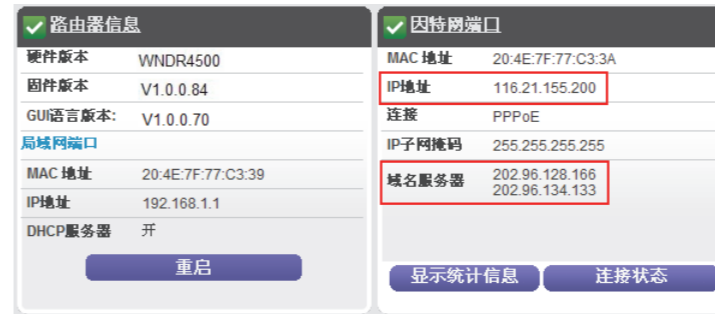 路由器信息
硬件版本 WNDR4500
固件版本 V1.0.0.84
GUI语言版本: V1.0.0.70
局域网端口
MAC 地址 20:4E:7F:77:C3:39
IP地址 192.168.1.1
DHCP服务器 开
重启
因特网端口
MAC 地址 20:4E:7F:77:C3:3A
IP地址 116.21.155.200
连接 PPPoE
IP子网掩码 255.255.255.255
域名服务器 202.96.128.166
202.96.134.133
显示统计信息 连接状态